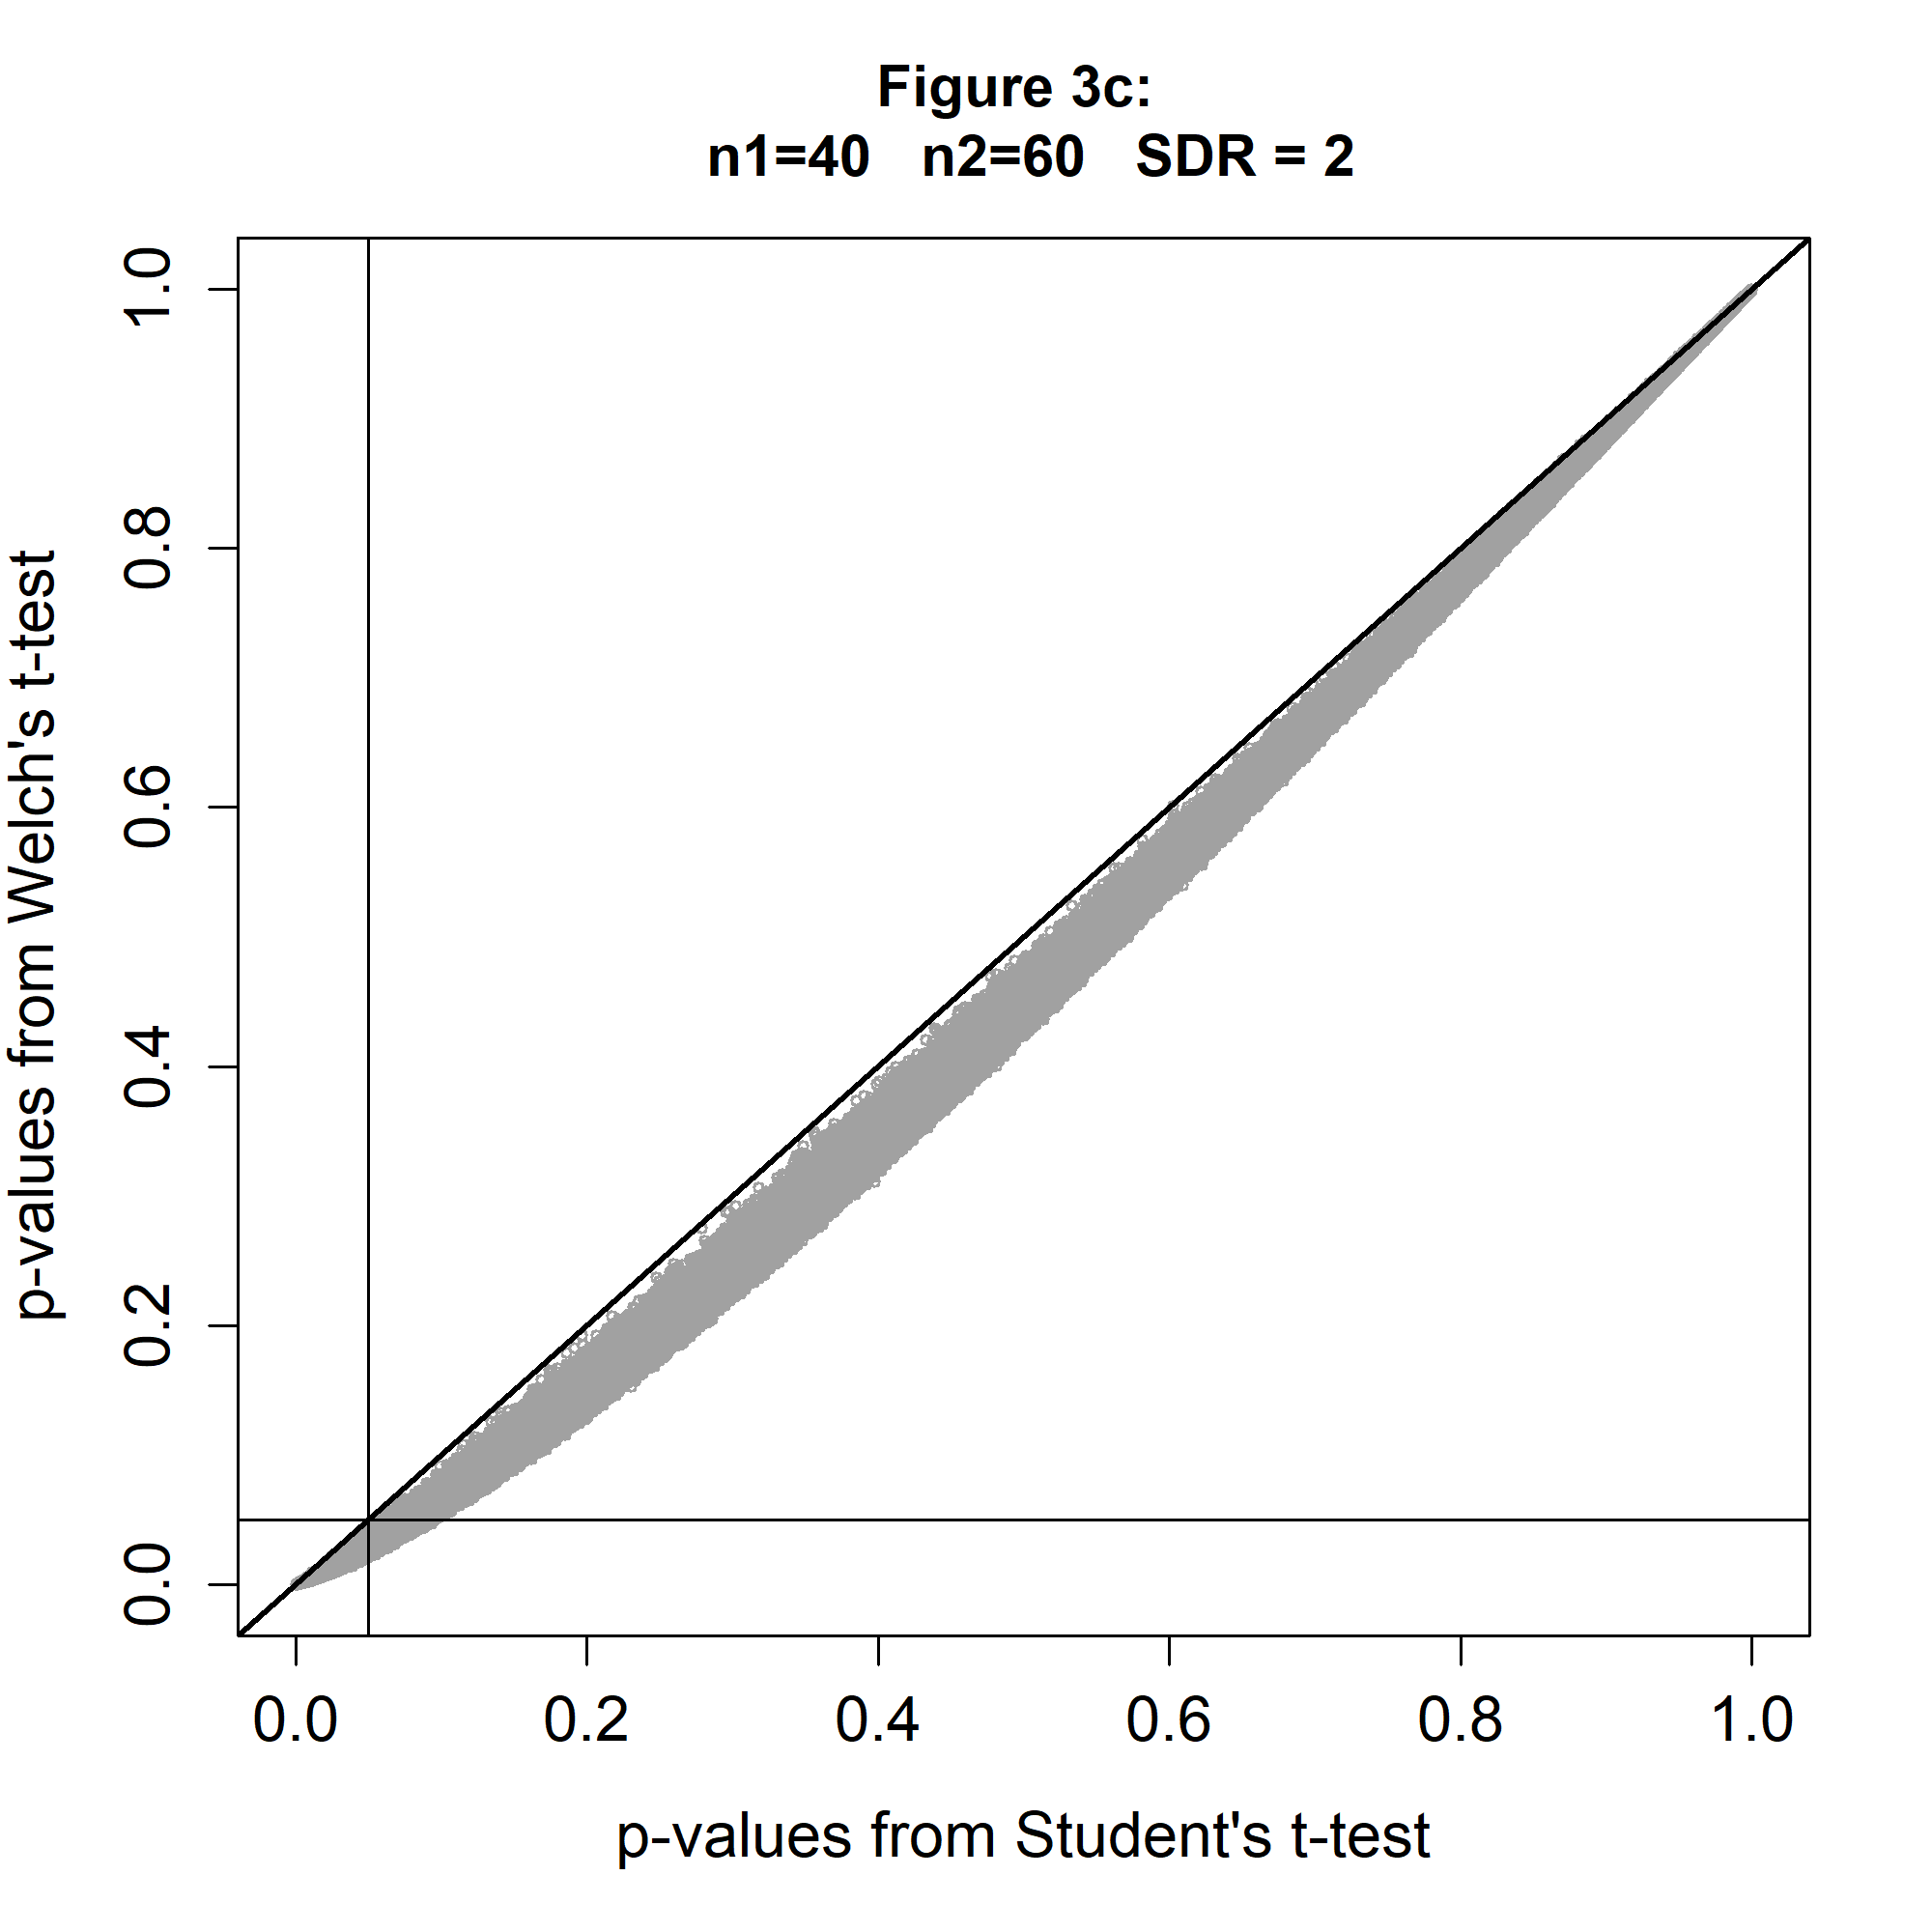 Figure 3c:
n1=40 n2=60 SDR = 2
p-values from Welch's t-test
1.0
0.8
0.6
0.4
0.2
0.0
0.0 0.2 0.4 0.6 0.8 1.0
p-values from Student's t-test